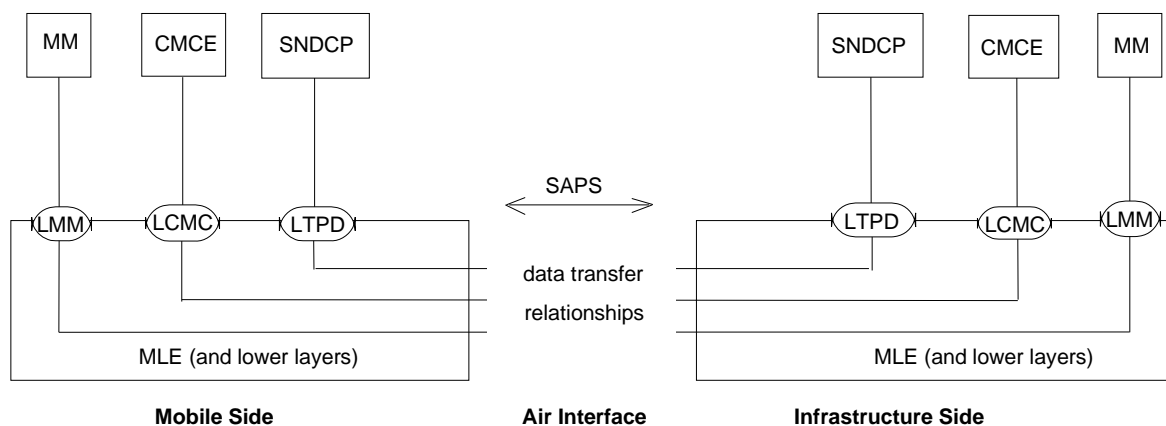 MM CMCE SNDCP SNDCP CMCE MM
SAPS
LMM LCMC LTPD LTPD LCMC LMM
data transfer
relationships
MLE (and lower layers) MLE (and lower layers)
Mobile Side Air Interface Infrastructure Side